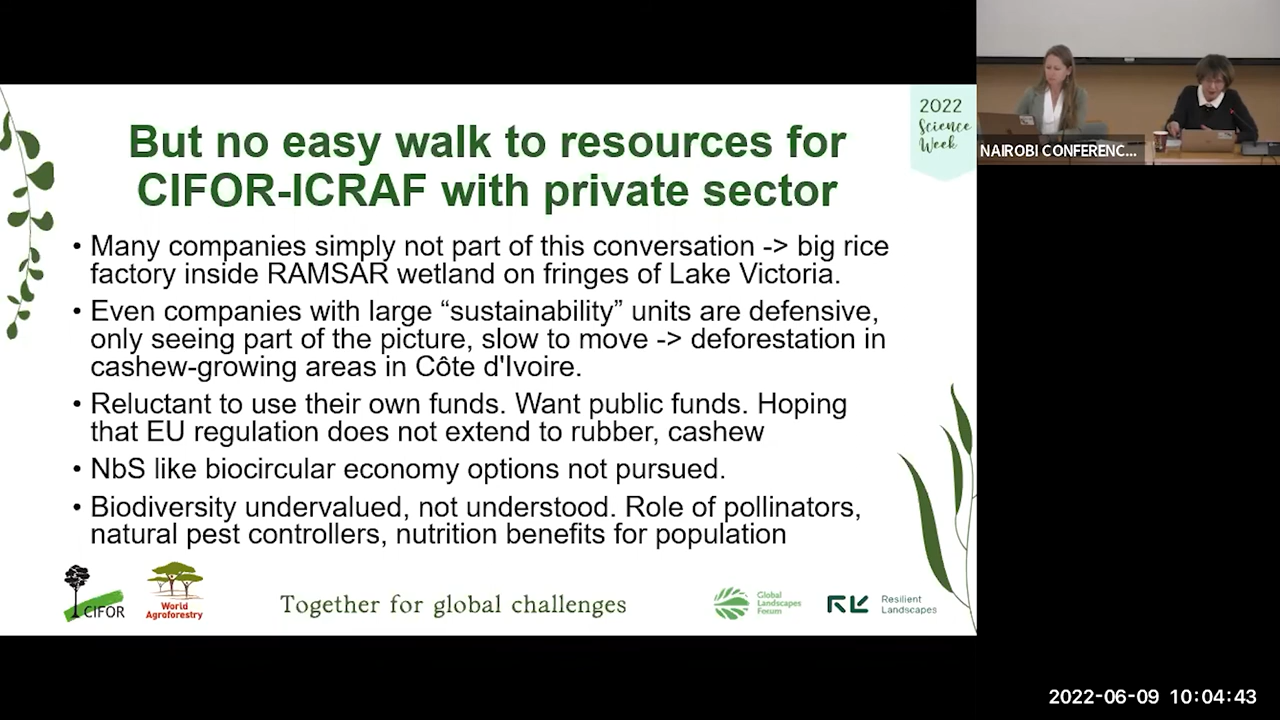 But no easy walk to resources for
CIFOR-ICRAF with private sector
2022
Science
Week
NAIROBI CONFERENC...
• Many companies simply not part of this conversation -> big rice
factory inside RAMSAR wetland on fringes of Lake Victoria.
• Even companies with large “sustainability” units are defensive,
only seeing part of the picture, slow to move -> deforestation in
cashew-growing areas in Côte d'Ivoire.
• Reluctant to use their own funds. Want public funds. Hoping
that EU regulation does not extend to rubber, cashew
• NbS like biocircular economy options not pursued.
• Biodiversity undervalued, not understood. Role of pollinators,
natural pest controllers, nutrition benefits for population
CIFOR
World
Agroforestry
Together for global challenges
Global
Landscapes
Forum
Resilient
Landscapes
2022-06-09 10:04:43